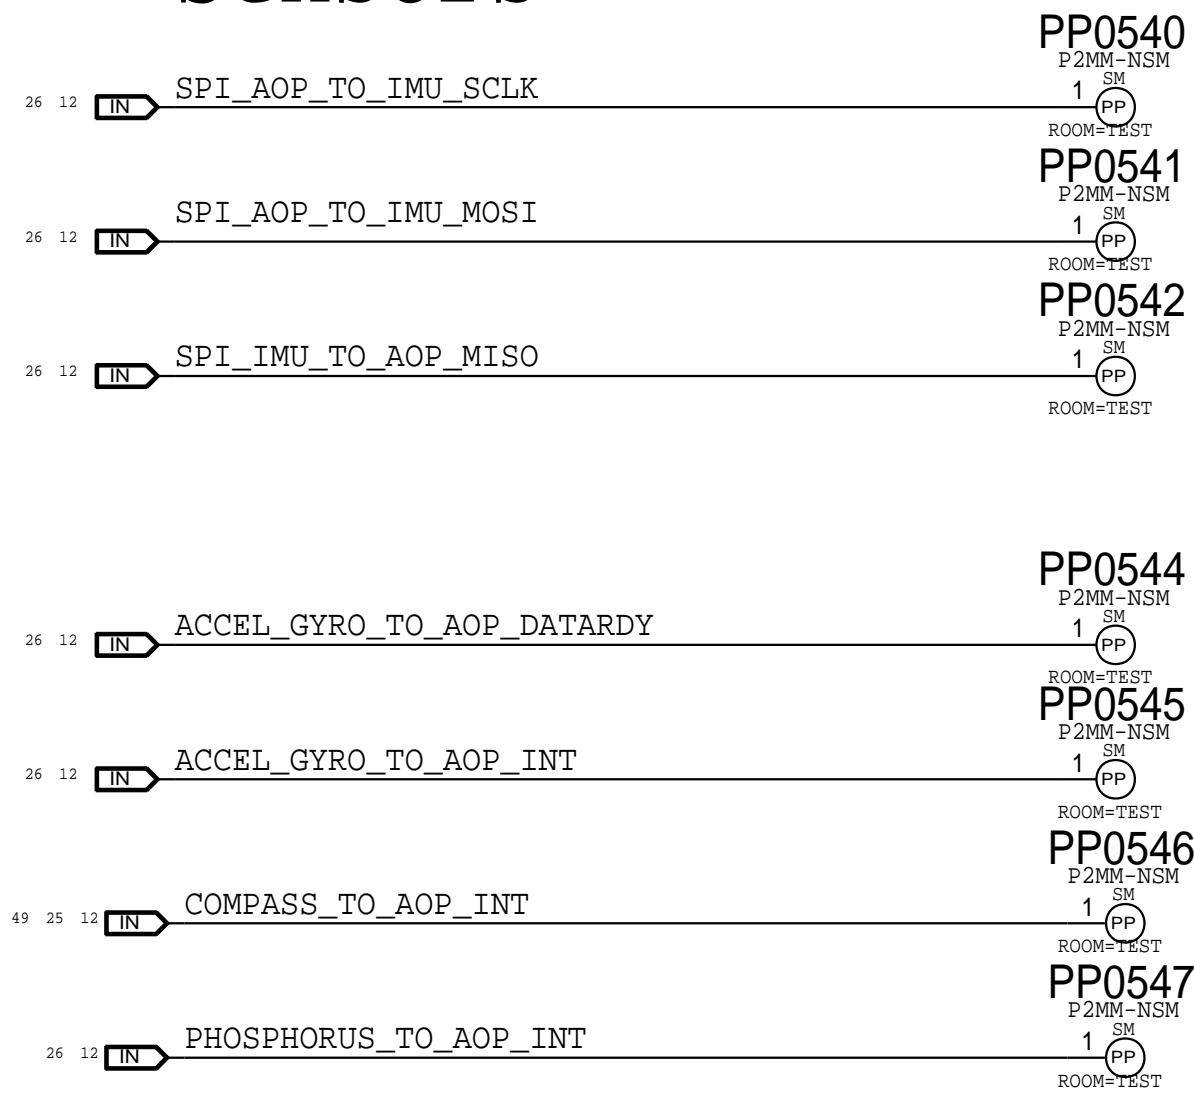 PP0540
P2MM-NSM
SM
SPI_AOP_TO_IMU_SCLK
1
26 12 IN
PP
ROOM=TEST
PP0541
P2MM-NSM
SM
SPI_AOP_TO_IMU_MOSI
1
26 12 IN
PP
ROOM=TEST
PP0542
P2MM-NSM
SM
SPI_IMU_TO_AOP_MISO
1
26 12 IN
PP
ROOM=TEST
PP0544
P2MM-NSM
SM
ACCEL_GYRO_TO_AOP_DATARDY
1
26 12 IN
PP
ROOM=TEST
PP0545
P2MM-NSM
SM
ACCEL_GYRO_TO_AOP_INT
1
26 12 IN
PP
ROOM=TEST
PP0546
P2MM-NSM
SM
COMPASS_TO_AOP_INT
1
49 25 12 IN
PP
ROOM=TEST
PP0547
P2MM-NSM
SM
PHOSPHORUS_TO_AOP_INT
1
26 12 IN
PP
ROOM=TEST